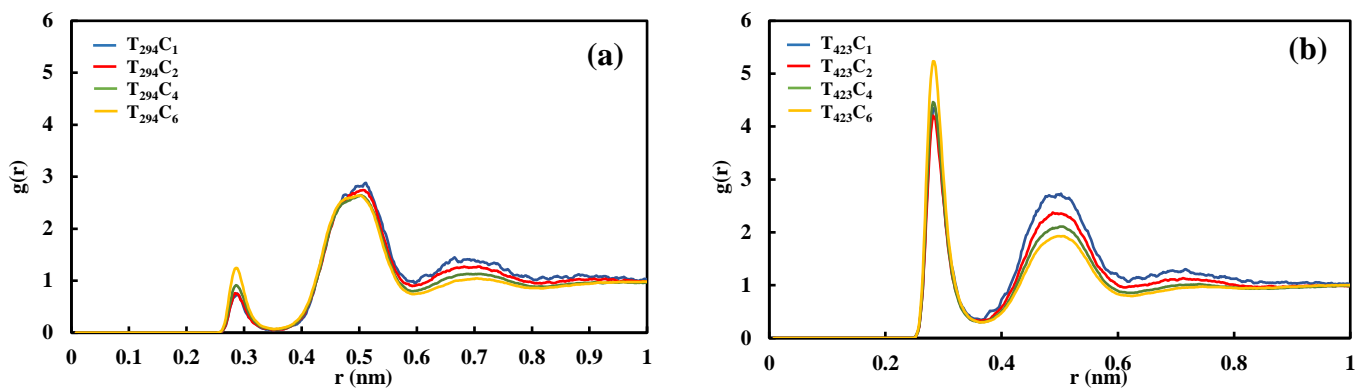 6
5
4
3
2
1
0
g(r)
T₂₉₄C₁
T₂₉₄C₂
T₂₉₄C₄
T₂₉₄C₆
(a)
0 0.1 0.2 0.3 0.4 0.5 0.6 0.7 0.8 0.9 1
r (nm)
6
5
4
3
2
1
0
g(r)
T₄₂₃C₁
T₄₂₃C₂
T₄₂₃C₄
T₄₂₃C₆
(b)
0 0.2 0.4 0.6 0.8 1
r (nm)